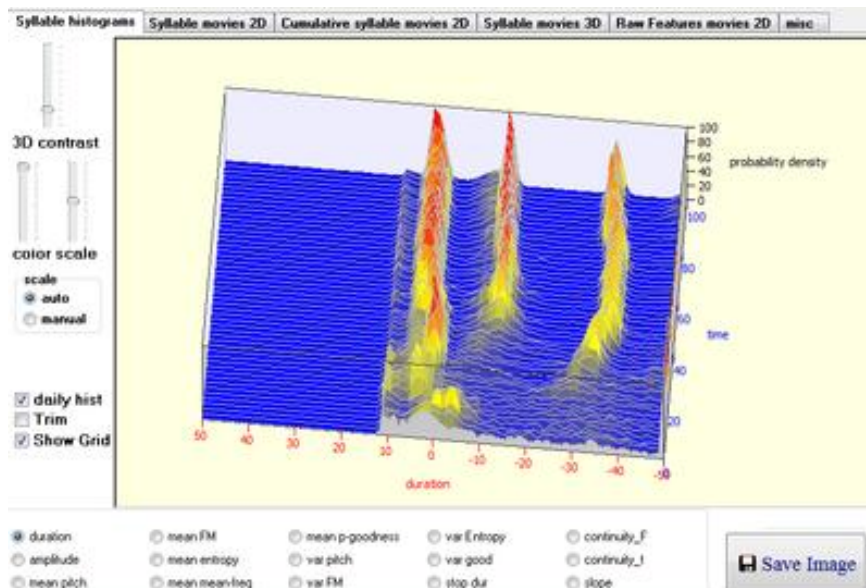 Syllable histograms Syllable movies 2D Cumulative syllable movies 2D Syllable movies 3D Raw Features movies 2D misc
3D contrast
color scale
scale
auto
manual
daily hist
Trim
Show Grid
100
80
60
40
20
0
probability density
100
80
60
40
20
0
time
50 40 30 20 10 0 -10 -20 -30 -40 -50
duration
duration mean FM mean p-goodness var Entropy continuity_F
amplitude mean entropy var pitch var good continuity_t
mean pitch mean mean-freq var FM stop dur slope
Save Image